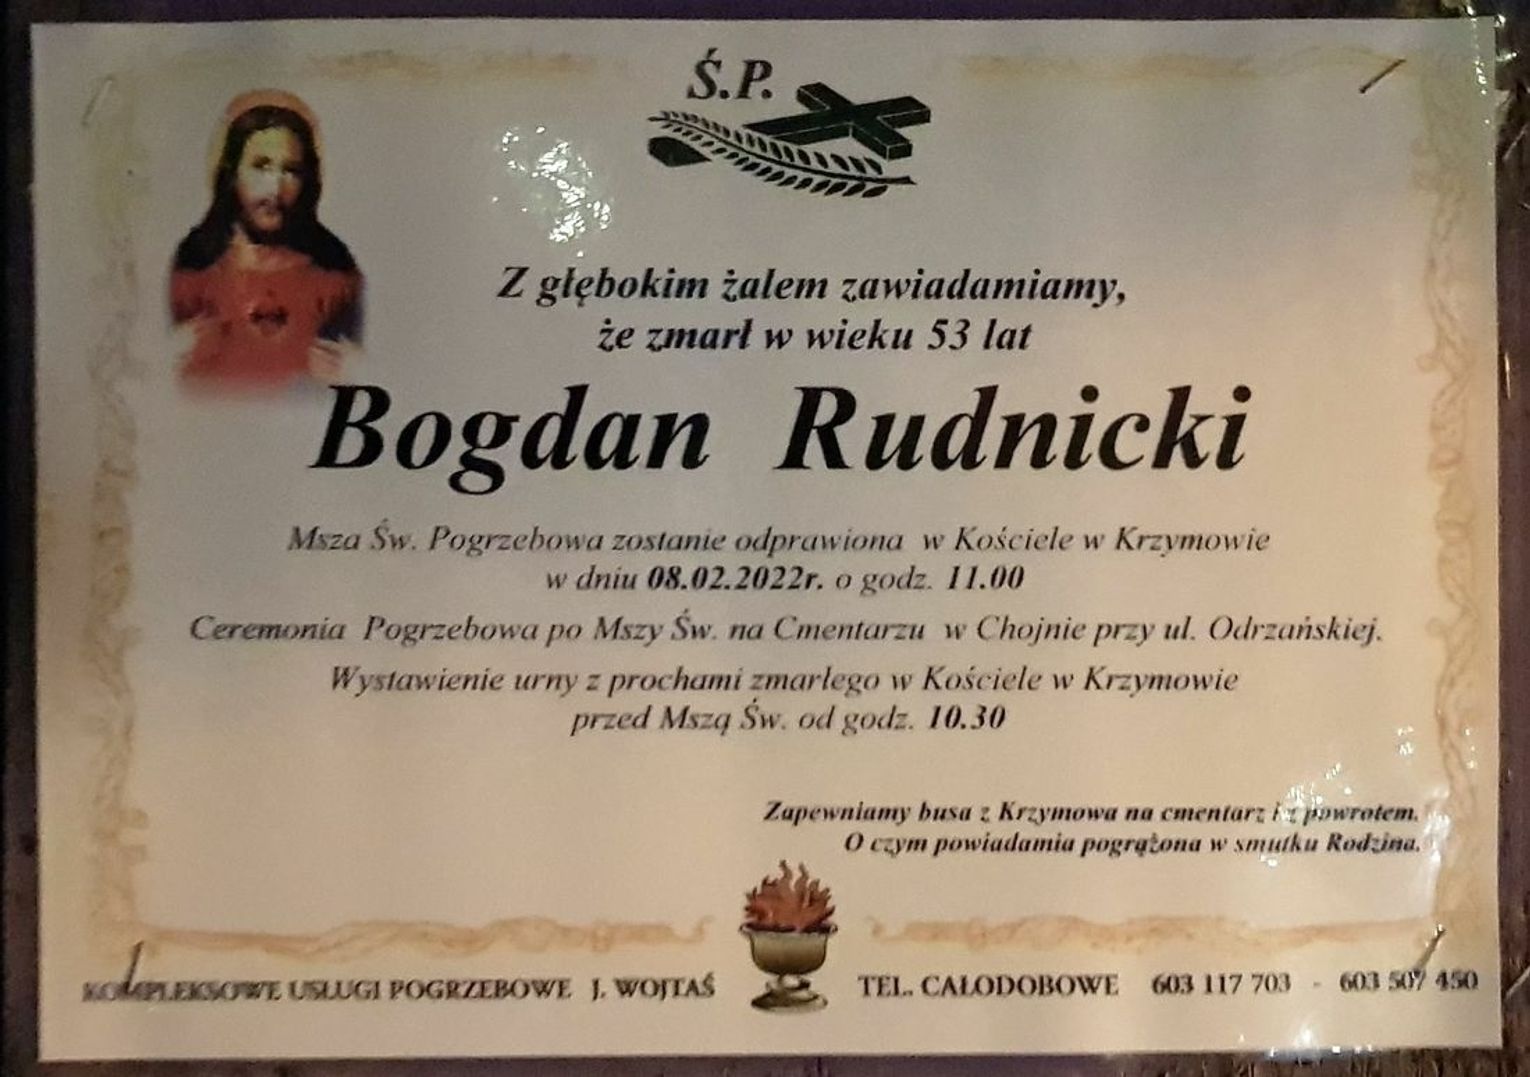 Ś.P.
Z głębokim żalem zawiadamiamy,
że zmarł w wieku 53 lat
Bogdan Rudnicki
Msza Św. Pogrzebowa zostanie odprawiona w Kościele w Krzymowie
w dniu 08.02.2022r. o godz. 11.00
Ceremonia Pogrzebowa po Mszy Św. na Cmentarzu w Chojnie przy ul. Odrzańskiej.
Wystawienie urny z prochami zmarłego w Kościele w Krzymowie
przed Mszą Św. od godz. 10.30
Zapewniamy busa z Krzymowa na cmentarz i z powrotem.
O czym powiadamia pogrążona w smutku Rodzina.
KOMPLEKSOWE USŁUGI POGRZEBOWE J. WOJTAŚ TEL. CAŁODOBOWE 603 117 703 - 603 507 450